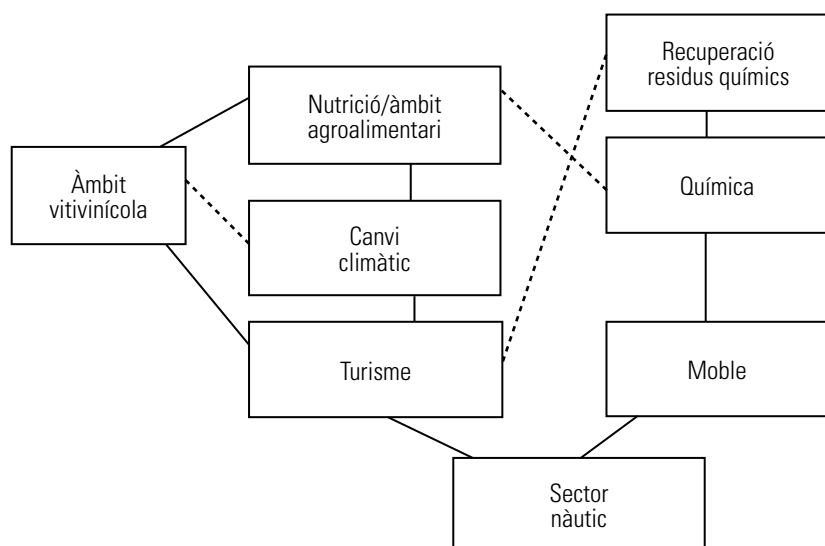 Recuperació
residus químics
Nutrició/àmbit
agroalimentari
Àmbit
vitivinícola
Química
Canvi
climàtic
Turisme
Moble
Sector
nàutic